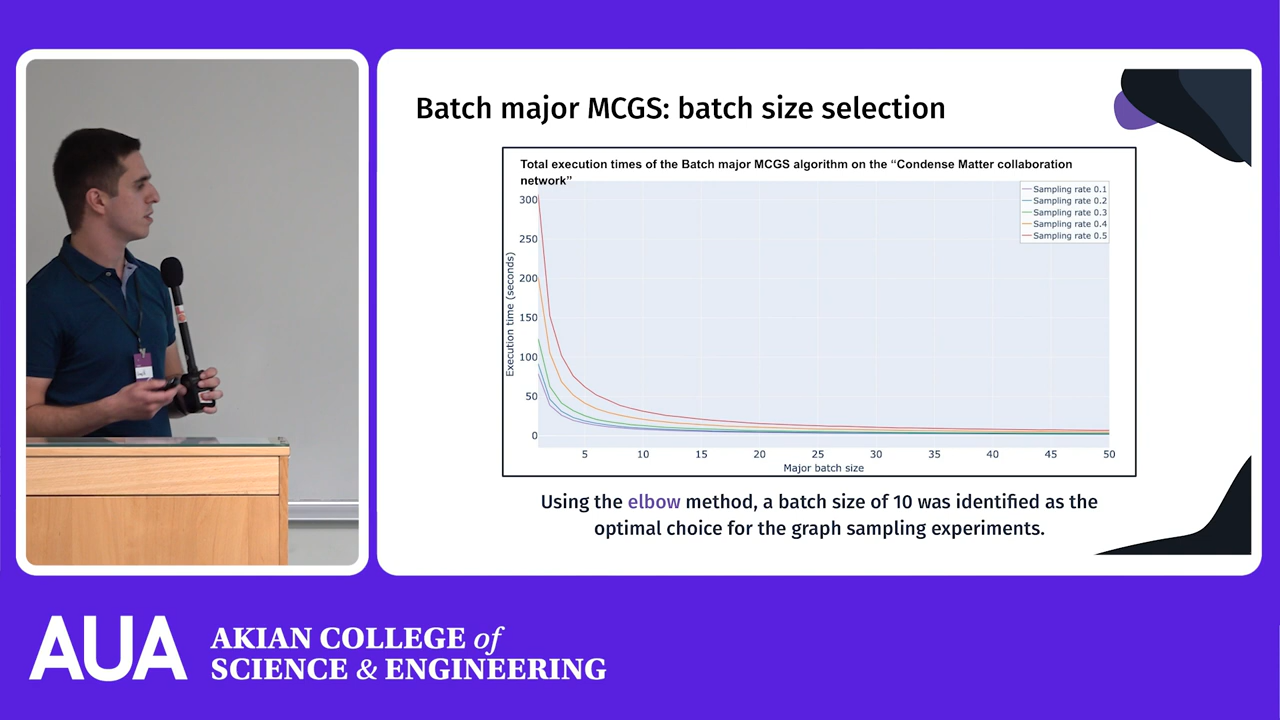 Batch major MCGS: batch size selection
Total execution times of the Batch major MCGS algorithm on the “Condense Matter collaboration
network”
Sampling rate 0.1
Sampling rate 0.2
Sampling rate 0.3
Sampling rate 0.4
Sampling rate 0.5
Execution time (seconds)
300
250
200
150
100
50
0
5 10 15 20 25 30 35 40 45 50
Major batch size
Using the elbow method, a batch size of 10 was identified as the
optimal choice for the graph sampling experiments.
AUA
AKIAN COLLEGE of
SCIENCE & ENGINEERING